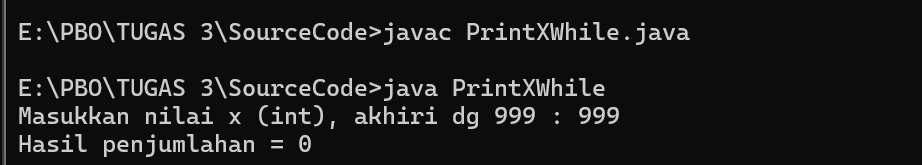 E:\PBO\TUGAS 3\SourceCode>javac PrintXWhile.java
E:\PBO\TUGAS 3\SourceCode>java PrintXWhile
Masukkan nilai x (int), akhiri dg 999 : 999
Hasil penjumlahan = 0